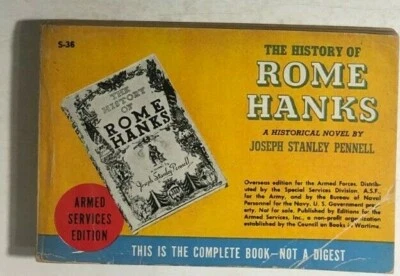 S-36
THE HISTORY OF
ROME
HANKS
A HISTORICAL NOVEL BY
JOSEPH STANLEY PENNELL
THE HISTORY
OF
ROME
HANKS
Joseph Stanley Pennell
Overseas edition for the Armed Forces. Distrib-
uted by the Special Services Division, A.S.F.,
for the Army, and by the Bureau of Naval
Personnel for the Navy. U. S. Government prop-
erty. Not for sale. Published by Editions for the
Armed Services, Inc., a non-profit organization
established by the Council on Books in Wartime.
ARMED
SERVICES
EDITION
THIS IS THE COMPLETE BOOK—NOT A DIGEST